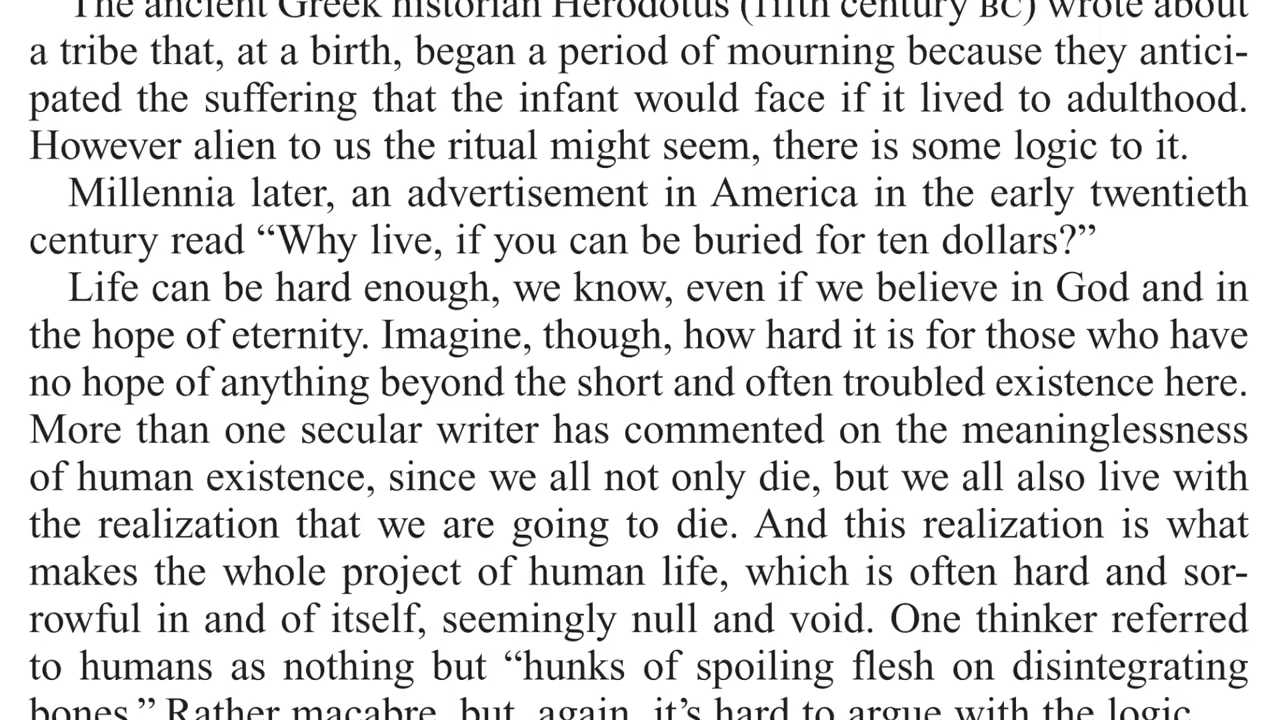 The ancient Greek historian Herodotus (fifth century BC) wrote about
a tribe that, at a birth, began a period of mourning because they antici-
pated the suffering that the infant would face if it lived to adulthood.
However alien to us the ritual might seem, there is some logic to it.
Millennia later, an advertisement in America in the early twentieth
century read “Why live, if you can be buried for ten dollars?”
Life can be hard enough, we know, even if we believe in God and in
the hope of eternity. Imagine, though, how hard it is for those who have
no hope of anything beyond the short and often troubled existence here.
More than one secular writer has commented on the meaninglessness
of human existence, since we all not only die, but we all also live with
the realization that we are going to die. And this realization is what
makes the whole project of human life, which is often hard and sor-
rowful in and of itself, seemingly null and void. One thinker referred
to humans as nothing but “hunks of spoiling flesh on disintegrating
bones.” Rather macabre, but, again, it’s hard to argue with the logic.